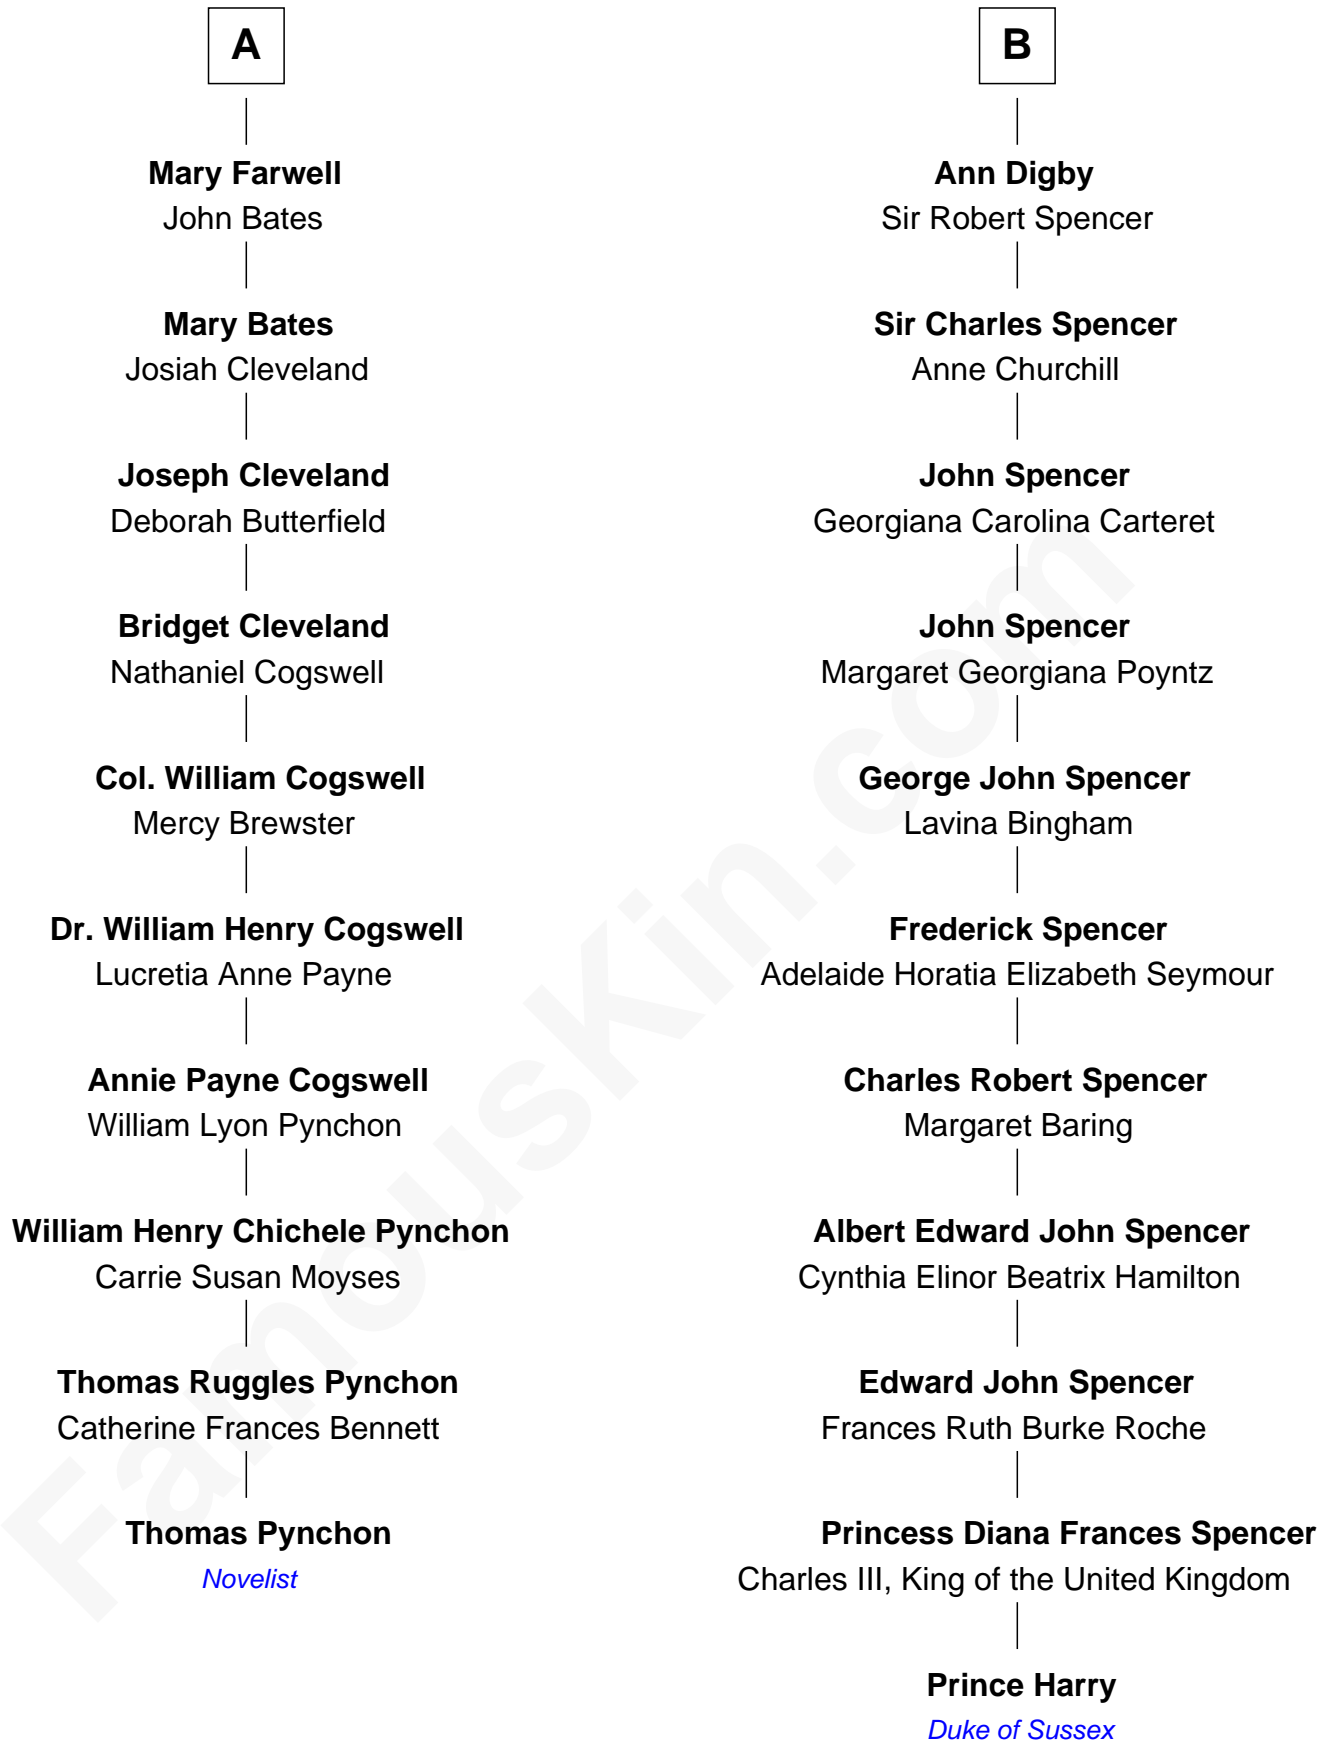 A
Mary Farwell
John Bates
Mary Bates
Josiah Cleveland
Joseph Cleveland
Deborah Butterfield
Bridget Cleveland
Nathaniel Cogswell
Col. William Cogswell
Mercy Brewster
Dr. William Henry Cogswell
Lucretia Anne Payne
Annie Payne Cogswell
William Lyon Pynchon
William Henry Chichele Pynchon
Carrie Susan Moyses
Thomas Ruggles Pynchon
Catherine Frances Bennett
Thomas Pynchon
Novelist
B
Ann Digby
Sir Robert Spencer
Sir Charles Spencer
Anne Churchill
John Spencer
Georgiana Carolina Carteret
John Spencer
Margaret Georgiana Poyntz
George John Spencer
Lavina Bingham
Frederick Spencer
Adelaide Horatia Elizabeth Seymour
Charles Robert Spencer
Margaret Baring
Albert Edward John Spencer
Cynthia Elinor Beatrix Hamilton
Edward John Spencer
Frances Ruth Burke Roche
Princess Diana Frances Spencer
Charles III, King of the United Kingdom
Prince Harry
Duke of Sussex
FamousKin.com